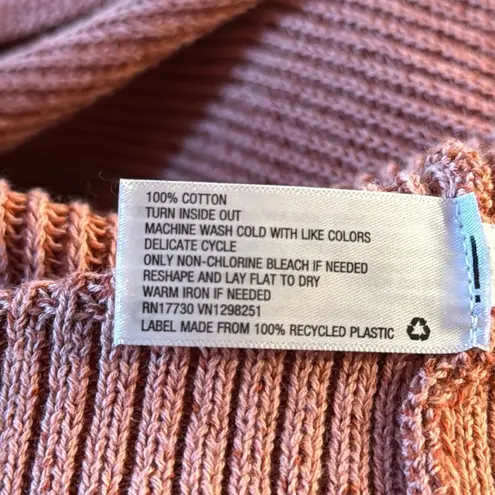 100% COTTON
TURN INSIDE OUT
MACHINE WASH COLD WITH LIKE COLORS
DELICATE CYCLE
ONLY NON-CHLORINE BLEACH IF NEEDED
RESHAPE AND LAY FLAT TO DRY
WARM IRON IF NEEDED
RN17730 VN1298251
LABEL MADE FROM 100% RECYCLED PLASTIC